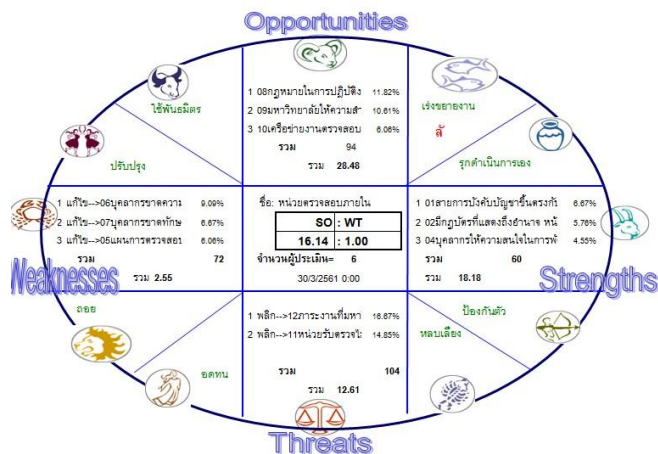 Opportunities
1 08กฎหมายในการปฏิบัติง 11.82%
2 09มหาวิทยาลัยให้ความสำ 10.61%
3 10เครือข่ายงานตรวจสอบ 6.06%
รวม 94
รวม 28.48
ใช้พันธมิตร
ปรับปรุง
เร่งขยายงาน
รุกดำเนินการเอง
1 แก้ไข-->06บุคลากรขาดความ 9.09%
2 แก้ไข-->07บุคลากรขาดทักษ 6.67%
3 แก้ไข-->05แผนการตรวจสอบ 6.06%
รวม 72
รวม 2.55
Weaknesses
ชื่อ: หน่วยตรวจสอบภายใน
SO : WT
16.14 : 1.00
จำนวนผู้ประเมิน= 6
30/3/2561 0:00
1 01สายการบังคับบัญชาขึ้นตรงกับ 6.67%
2 02มีกฎบัตรที่แสดงถึงอำนาจ หน้ 5.76%
3 04บุคลากรให้ความสนใจในการพั 4.55%
รวม 60
รวม 18.18
Strengths
ถอย
อดทน
1 พลิก-->12ภาระงานที่มหา 16.67%
2 พลิก-->11หน่วยรับตรวจไ 14.85%
รวม 104
รวม 12.61
ป้องกันตัว
หลบเลี่ยง
Threats